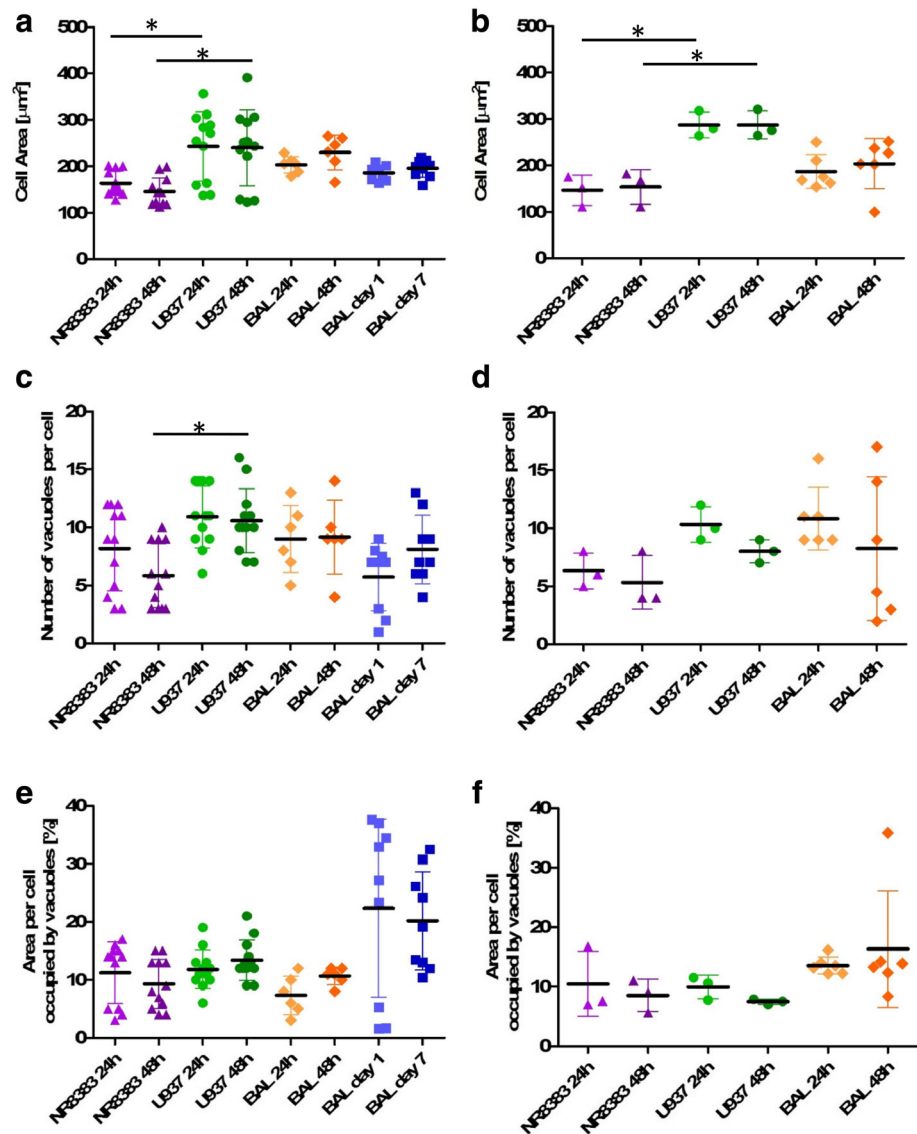 a
b
500
400
300
200
100
0
Cell Area [µm²]
*
*
NR8383 24h
NR8383 48h
U937 24h
U937 48h
BAL 24h
BAL 48h
BAL day 1
BAL day 7
500
400
300
200
100
0
Cell Area [µm²]
*
*
NR8383 24h
NR8383 48h
U937 24h
U937 48h
BAL 24h
BAL 48h
c
d
20
15
10
5
0
Number of vacuoles per cell
*
NR8383 24h
NR8383 48h
U937 24h
U937 48h
BAL 24h
BAL 48h
BAL day 1
BAL day 7
20
15
10
5
0
Number of vacuoles per cell
NR8383 24h
NR8383 48h
U937 24h
U937 48h
BAL 24h
BAL 48h
e
f
40
30
20
10
0
Area per cell
occupied by vacuoles [%]
NR8383 24h
NR8383 48h
U937 24h
U937 48h
BAL 24h
BAL 48h
BAL day 1
BAL day 7
40
30
20
10
0
Area per cell
occupied by vacuoles [%]
NR8383 24h
NR8383 48h
U937 24h
U937 48h
BAL 24h
BAL 48h